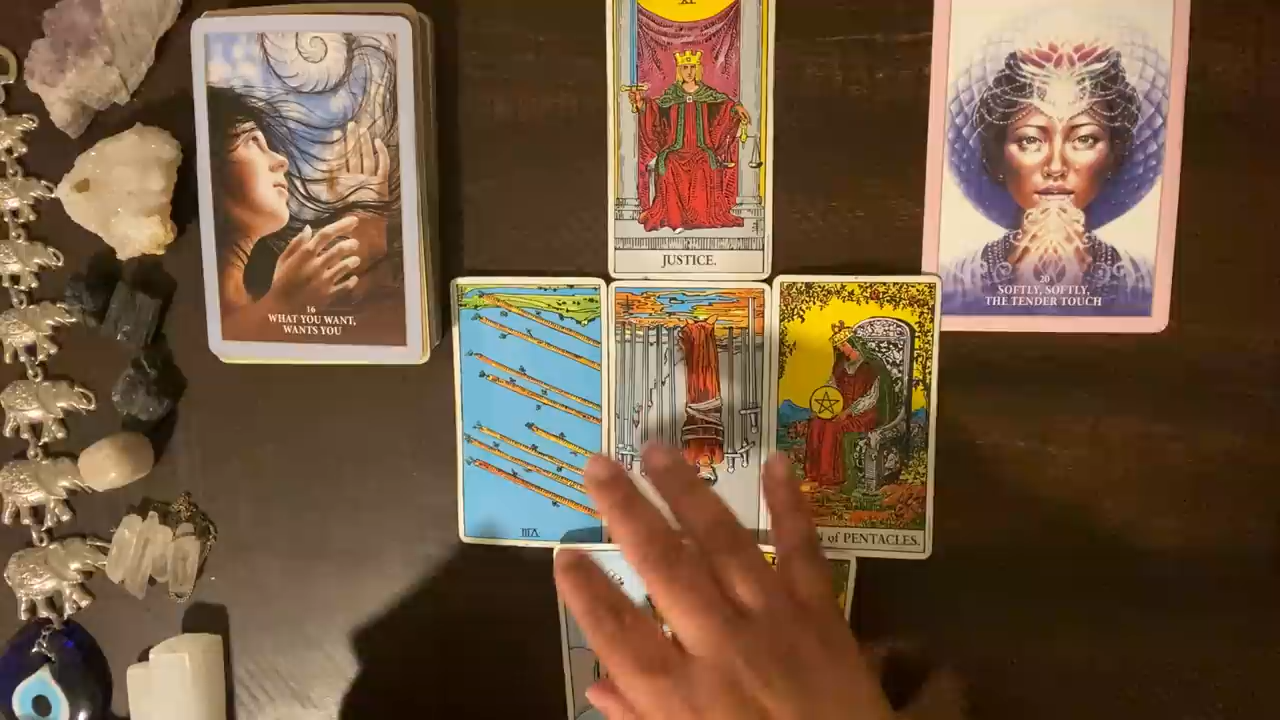 XI
16
WHAT YOU WANT,
WANTS YOU
JUSTICE.
20
SOFTLY, SOFTLY,
THE TENDER TOUCH
VIII
N of PENTACLES.